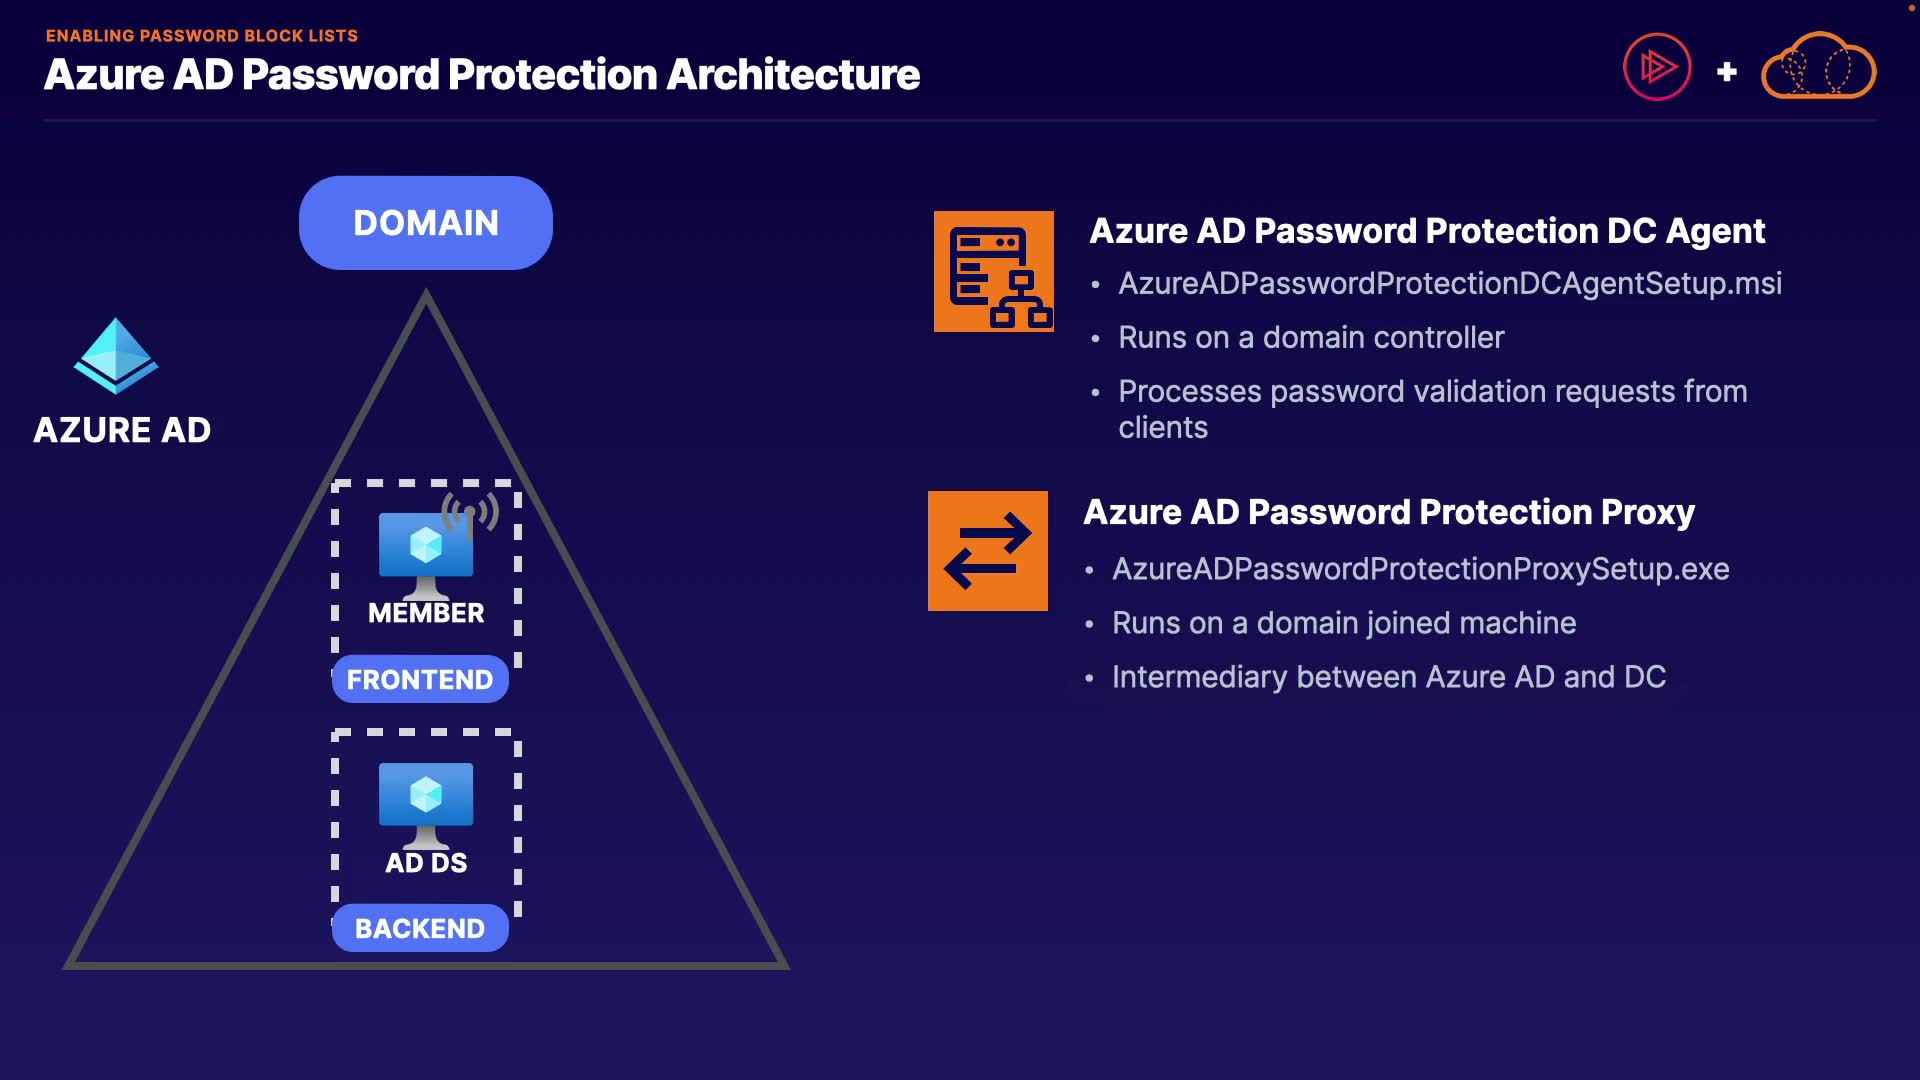 ENABLING PASSWORD BLOCK LISTS
Azure AD Password Protection Architecture
DOMAIN
AZURE AD
MEMBER
FRONTEND
AD DS
BACKEND
Azure AD Password Protection DC Agent
• AzureADPasswordProtectionDCAgentSetup.msi
• Runs on a domain controller
• Processes password validation requests from
clients
Azure AD Password Protection Proxy
• AzureADPasswordProtectionProxySetup.exe
• Runs on a domain joined machine
• Intermediary between Azure AD and DC